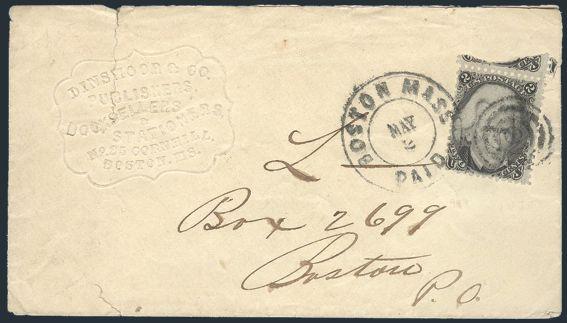 DINSMOOR & CO.
PUBLISHERS,
BOOKSELLERS
&
STATIONERS,
No. 25 CORNHILL,
BOSTON, MS.
BOSTON MASS
MAY
2
PAID
2 U.S. POSTAGE 2
L
Box 2699
Boston
P.O.